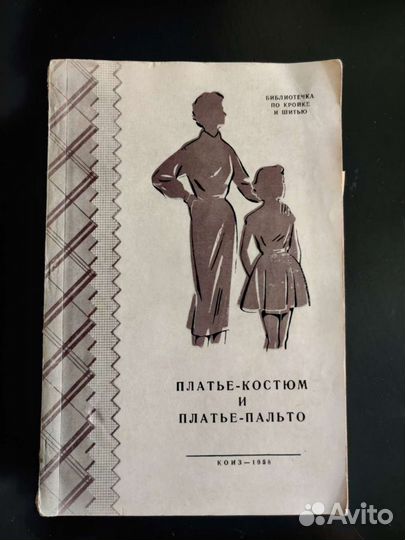 БИБЛИОТЕЧКА
ПО КРОЙКЕ
И ШИТЬЮ
ПЛАТЬЕ-КОСТЮМ
И
ПЛАТЬЕ-ПАЛЬТО
КОИЗ—1958
Avito